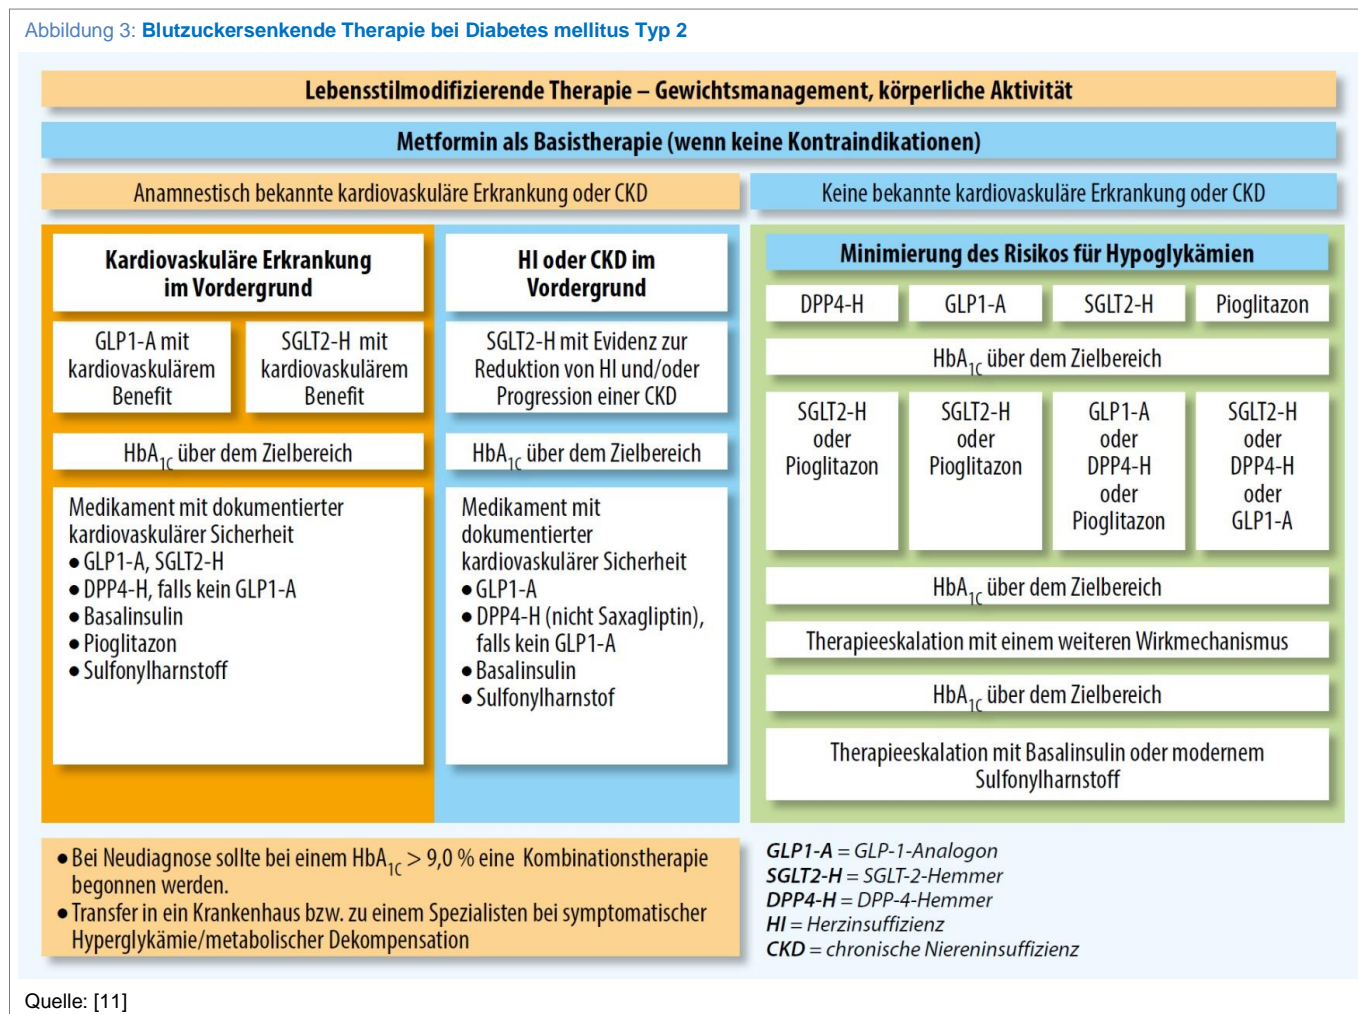 Abbildung 3: Blutzuckersenkende Therapie bei Diabetes mellitus Typ 2
Lebensstilmodifizierende Therapie – Gewichtsmanagement, körperliche Aktivität
Metformin als Basistherapie (wenn keine Kontraindikationen)
Anamnestisch bekannte kardiovaskuläre Erkrankung oder CKD
Kardiovaskuläre Erkrankung
im Vordergrund
GLP1-A mit
kardiovaskulärem
Benefit
SGLT2-H mit
kardiovaskulärem
Benefit
HbA1C über dem Zielbereich
Medikament mit dokumentierter
kardiovaskulärer Sicherheit
• GLP1-A, SGLT2-H
• DPP4-H, falls kein GLP1-A
• Basalinsulin
• Pioglitazon
• Sulfonylharnstoff
HI oder CKD im
Vordergrund
SGLT2-H mit Evidenz zur
Reduktion von HI und/oder
Progression einer CKD
HbA1C über dem Zielbereich
Medikament mit
dokumentierter
kardiovaskulärer Sicherheit
• GLP1-A
• DPP4-H (nicht Saxagliptin),
falls kein GLP1-A
• Basalinsulin
• Sulfonylharnstof
Keine bekannte kardiovaskuläre Erkrankung oder CKD
Minimierung des Risikos für Hypoglykämien
DPP4-H
GLP1-A
SGLT2-H
Pioglitazon
HbA1C über dem Zielbereich
SGLT2-H
oder
Pioglitazon
SGLT2-H
oder
Pioglitazon
GLP1-A
oder
DPP4-H
oder
Pioglitazon
SGLT2-H
oder
DPP4-H
oder
GLP1-A
HbA1C über dem Zielbereich
Therapieeskalation mit einem weiteren Wirkmechanismus
HbA1C über dem Zielbereich
Therapieeskalation mit Basalinsulin oder modernem
Sulfonylharnstoff
• Bei Neudiagnose sollte bei einem HbA1C > 9,0 % eine Kombinationstherapie
begonnen werden.
• Transfer in ein Krankenhaus bzw. zu einem Spezialisten bei symptomatischer
Hyperglykämie/metabolischer Dekompensation
GLP1-A = GLP-1-Analogon
SGLT2-H = SGLT-2-Hemmer
DPP4-H = DPP-4-Hemmer
HI = Herzinsuffizienz
CKD = chronische Niereninsuffizienz
Quelle: [11]